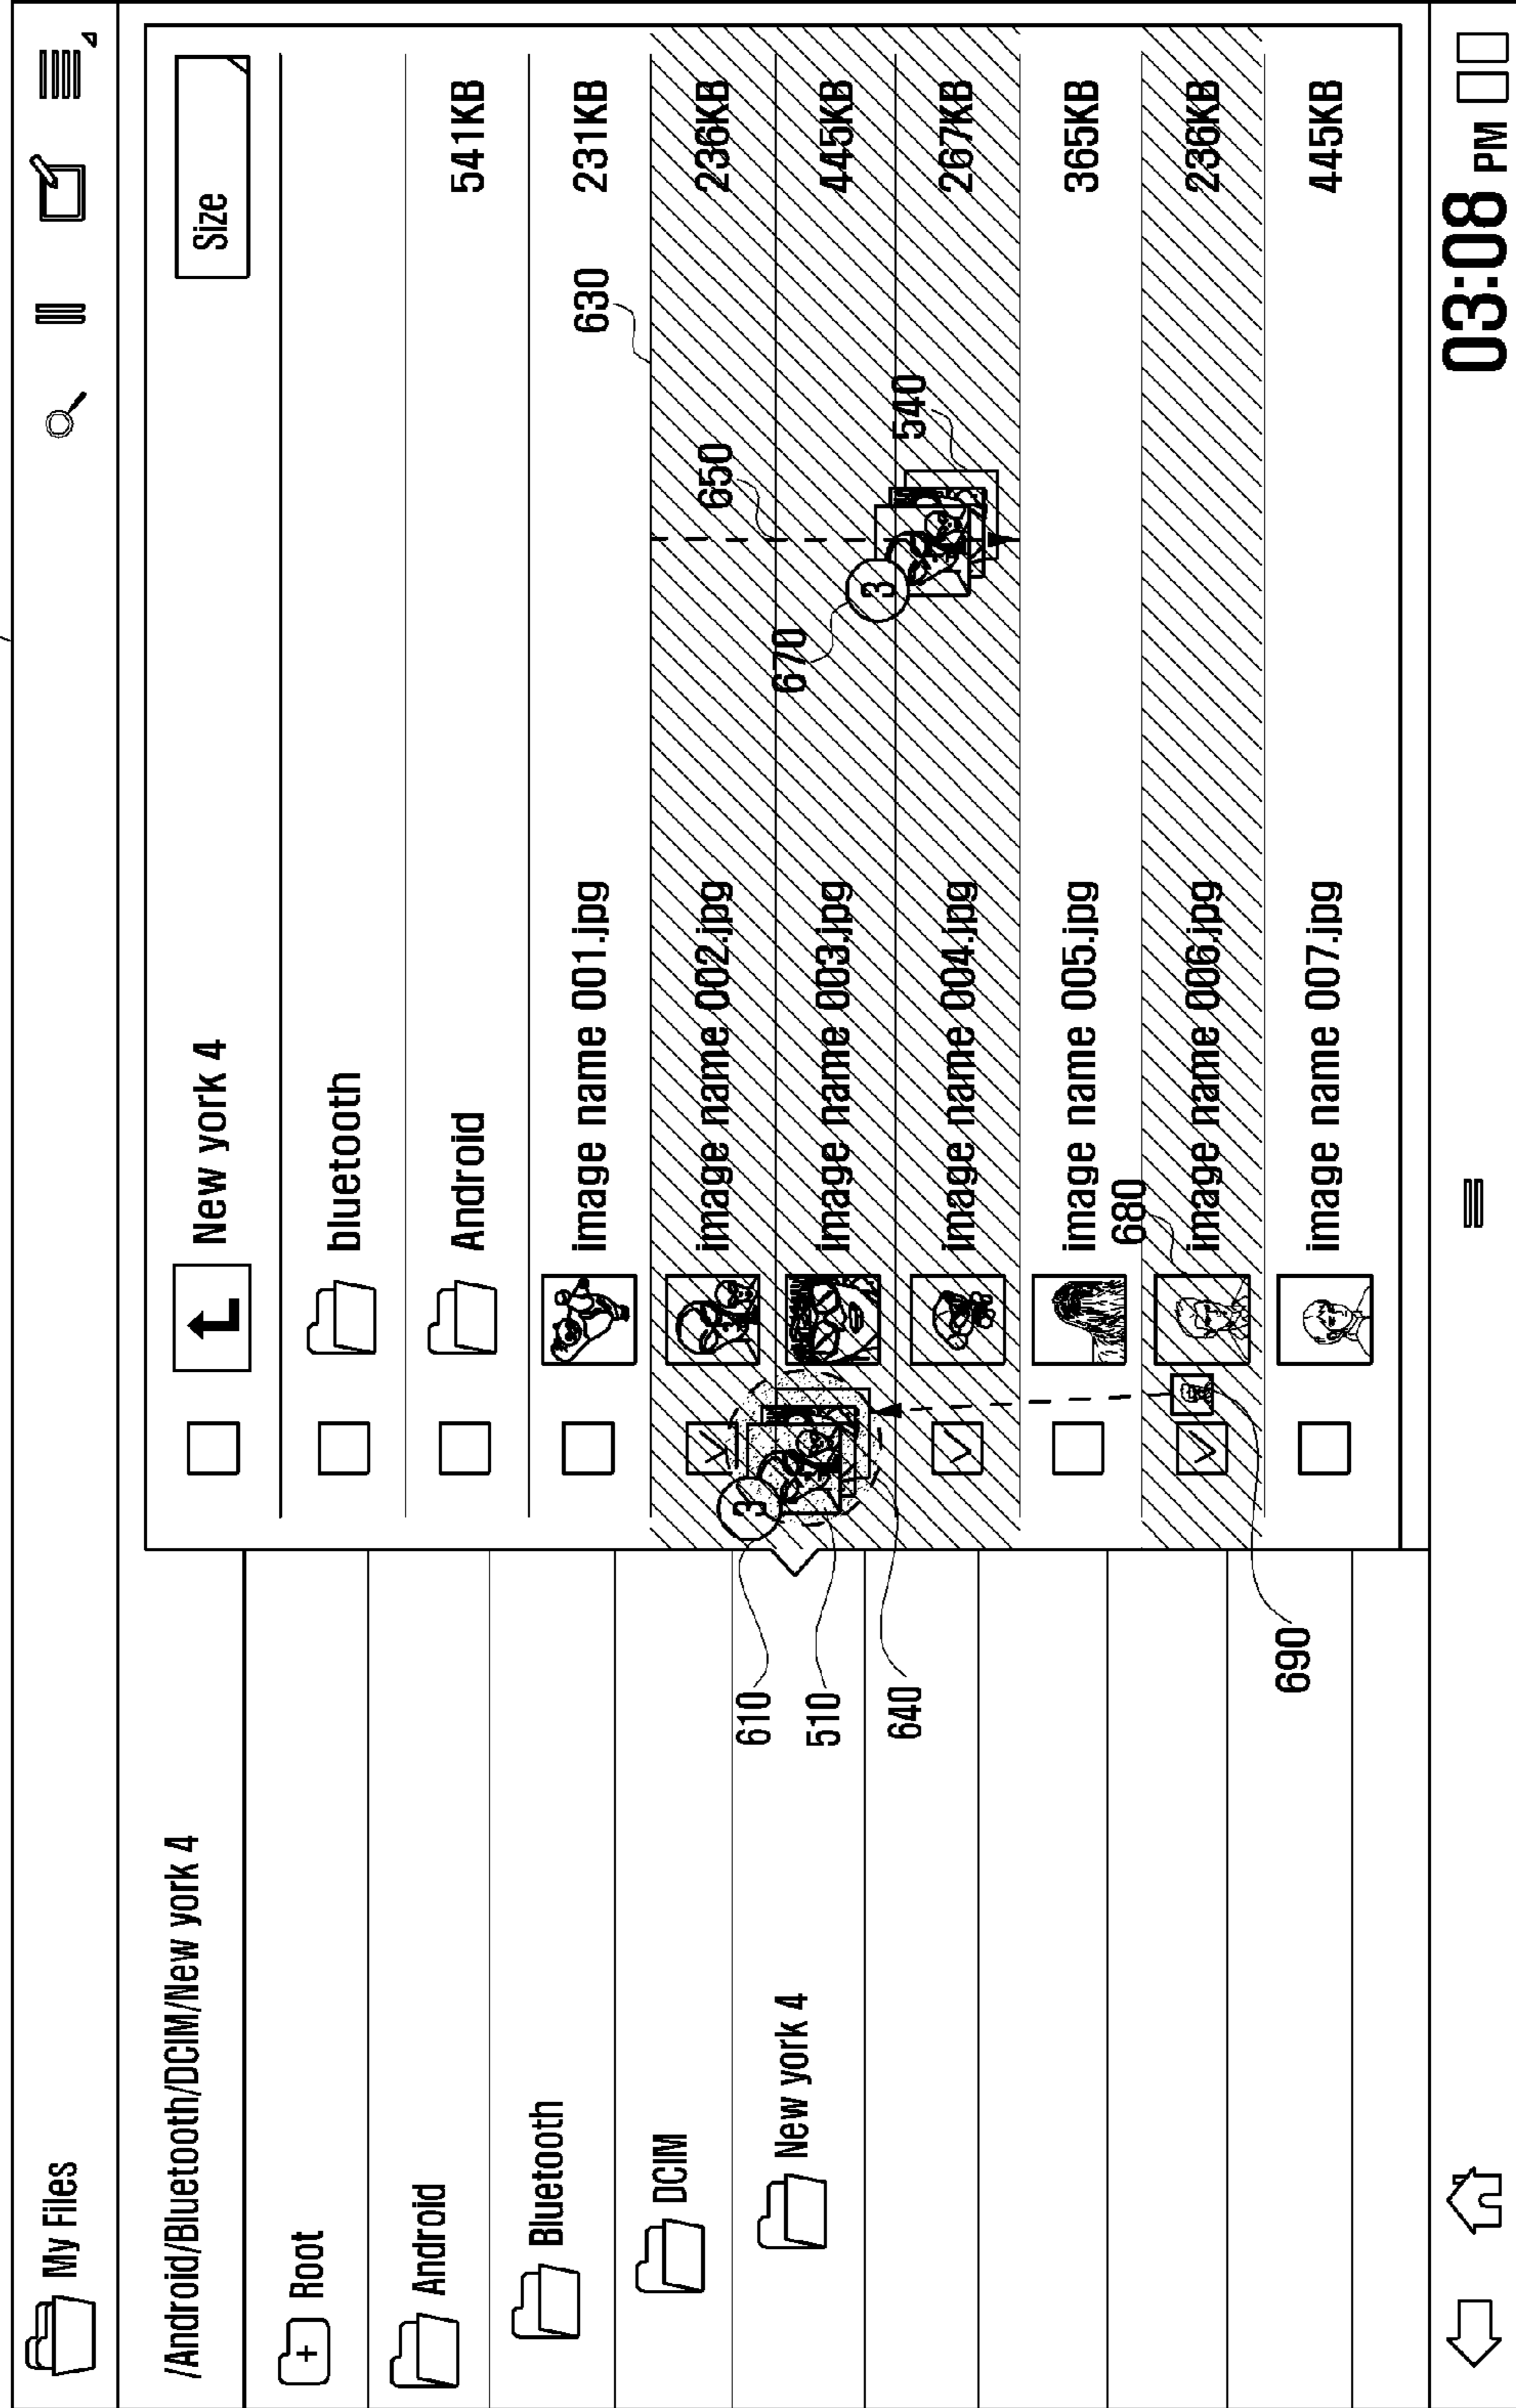 My Files
/Android/Bluetooth/DCIM/New york 4
Root
Android
Bluetooth
DCIM
New york 4
New york 4
Size
bluetooth
Android
541KB
image name 001.jpg
231KB
630
image name 002.jpg
236KB
650
image name 003.jpg
445KB
670
3
540
image name 004.jpg
267KB
3
610
510
640
image name 005.jpg
365KB
680
image name 006.jpg
236KB
690
image name 007.jpg
445KB
03:08 PM